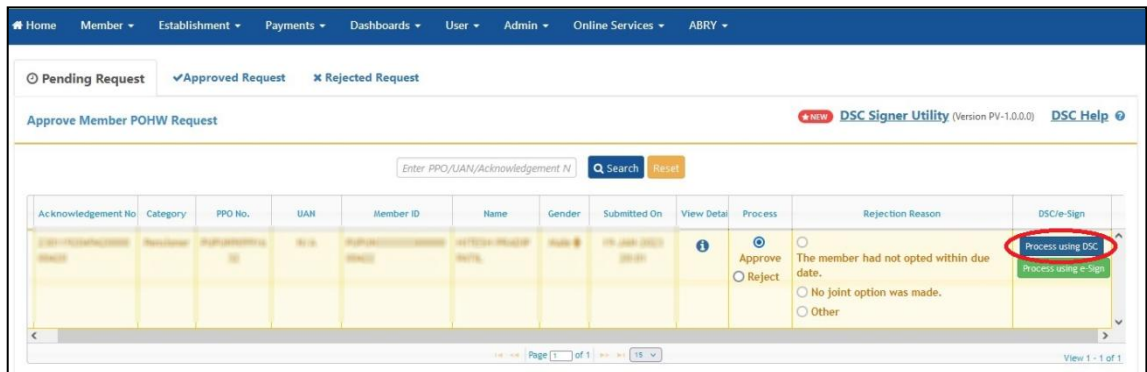 Home Member Establishment Payments Dashboards User Admin Online Services ABRY
Pending Request Approved Request Rejected Request
Approve Member POHW Request NEW DSC Signer Utility (Version PV-1.0.0.0) DSC Help
Enter PPO/UAN/Acknowledgement N Search Reset
Acknowledgement No Category PPO No. UAN Member ID Name Gender Submitted On View Detai Process Rejection Reason DSC/e-Sign
Approve
Reject
The member had not opted within due
date.
No joint option was made.
Other
Process using DSC
Process using e-Sign
Page 1 of 1 15
View 1 - 1 of 1